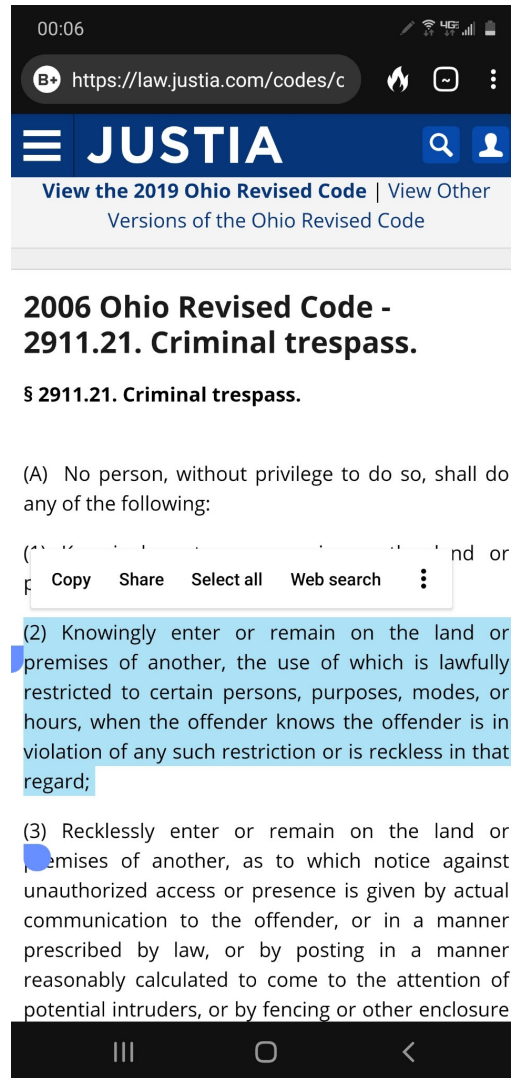 00:06
4GE
B+ https://law.justia.com/codes/c
JUSTIA
View the 2019 Ohio Revised Code | View Other
Versions of the Ohio Revised Code
2006 Ohio Revised Code -
2911.21. Criminal trespass.
§ 2911.21. Criminal trespass.
(A) No person, without privilege to do so, shall do
any of the following:
or
Copy Share Select all Web search
(2) Knowingly enter or remain on the land or
premises of another, the use of which is lawfully
restricted to certain persons, purposes, modes, or
hours, when the offender knows the offender is in
violation of any such restriction or is reckless in that
regard;
(3) Recklessly enter or remain on the land or
premises of another, as to which notice against
unauthorized access or presence is given by actual
communication to the offender, or in a manner
prescribed by law, or by posting in a manner
reasonably calculated to come to the attention of
potential intruders, or by fencing or other enclosure